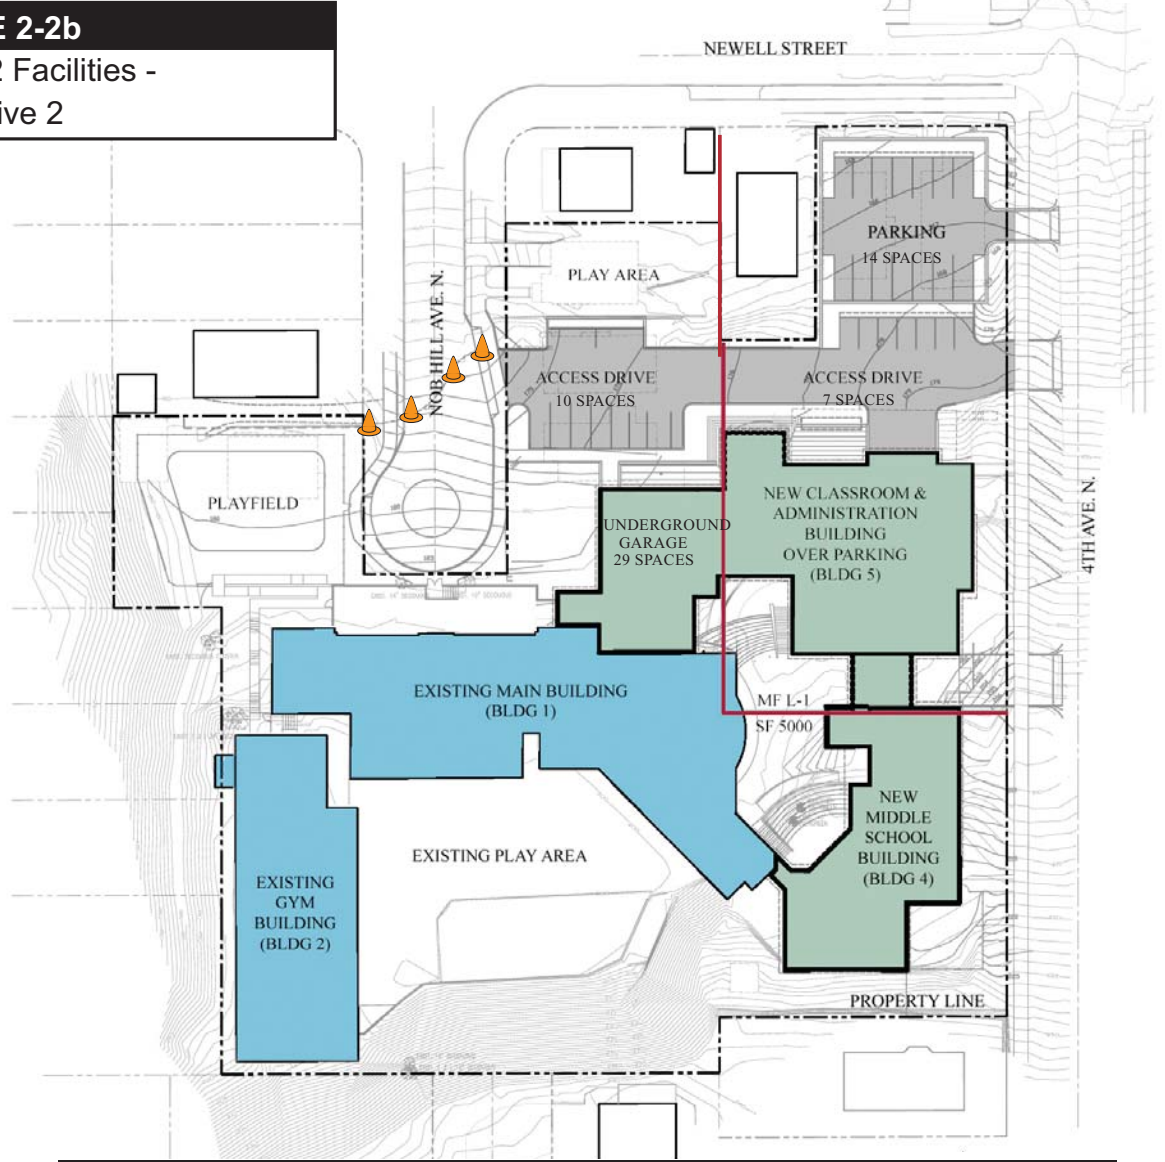 E 2-2b
2 Facilities -
ive 2
NEWELL STREET
PARKING
14 SPACES
PLAY AREA
NOB HILL AVE. N.
ACCESS DRIVE
10 SPACES
ACCESS DRIVE
7 SPACES
PLAYFIELD
UNDERGROUND
GARAGE
29 SPACES
NEW CLASSROOM &
ADMINISTRATION
BUILDING
OVER PARKING
(BLDG 5)
4TH AVE. N.
EXISTING MAIN BUILDING
(BLDG 1)
MF L-1
SF 5000
NEW
MIDDLE
SCHOOL
BUILDING
(BLDG 4)
EXISTING PLAY AREA
EXISTING
GYM
BUILDING
(BLDG 2)
PROPERTY LINE